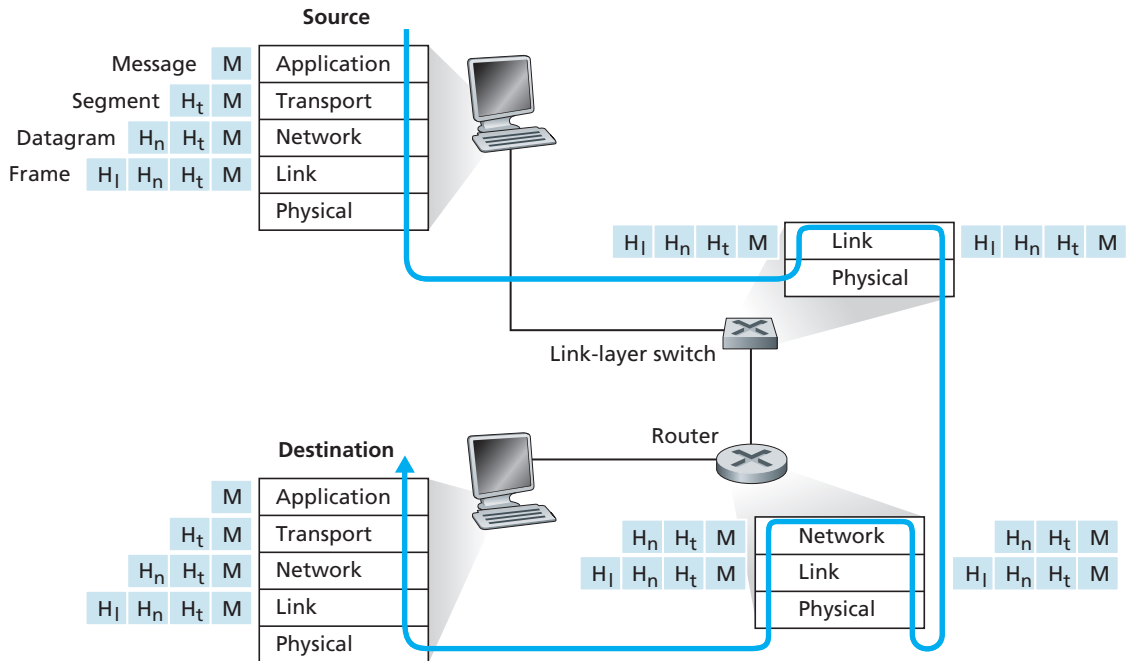 Source
Message M Application
Segment Ht M Transport
Datagram Hn Ht M Network
Frame Hl Hn Ht M Link
Physical
Hl Hn Ht M Link Hl Hn Ht M
Physical
Link-layer switch
Router
Destination
M Application
Ht M Transport
Hn Ht M Network
Hl Hn Ht M Link
Physical
Hn Ht M Network Hn Ht M
Hl Hn Ht M Link Hl Hn Ht M
Physical